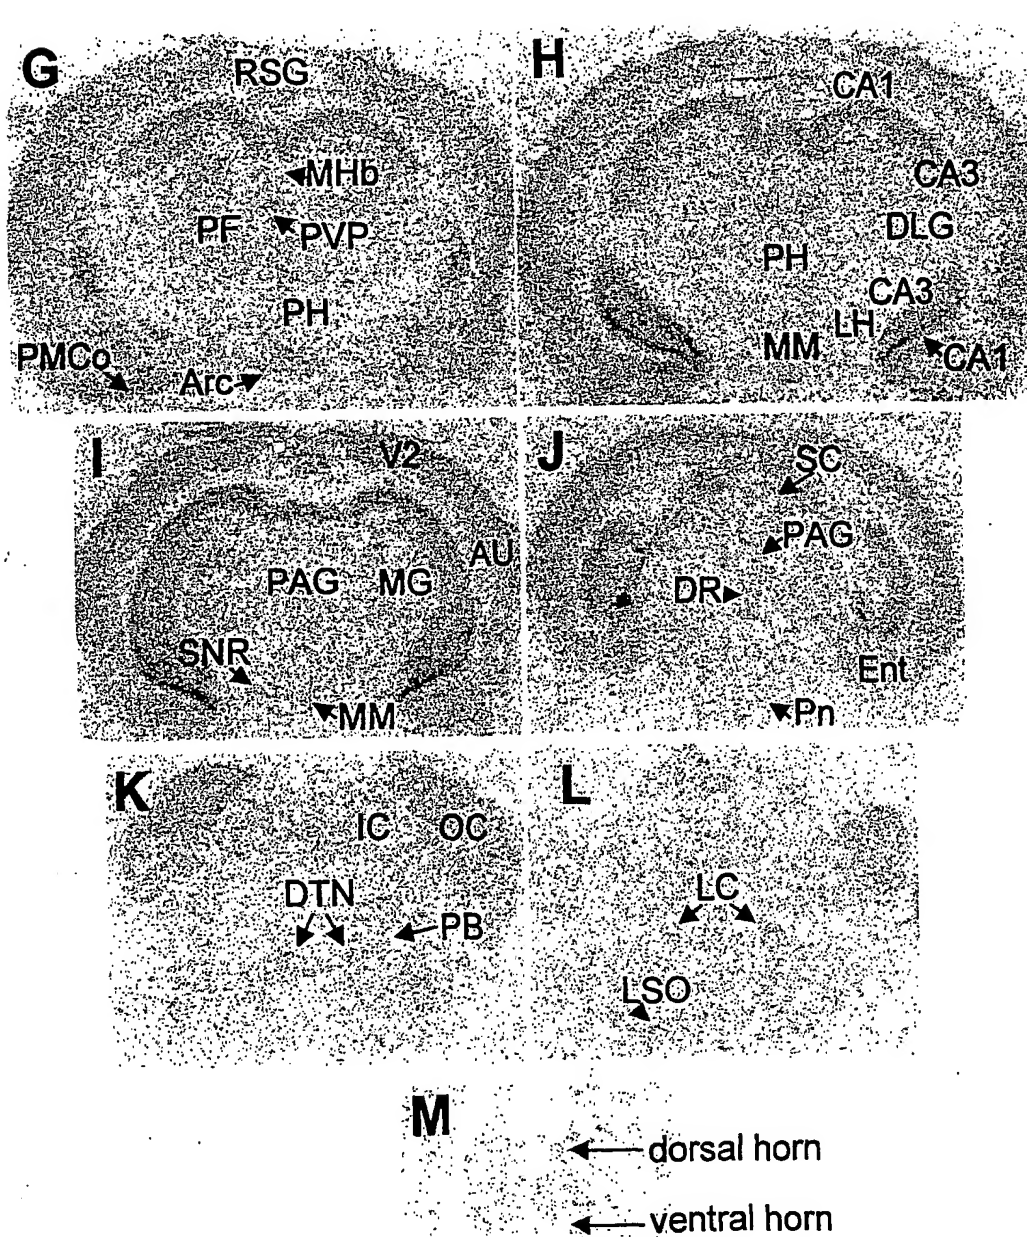 G
RSG
MHb
PF
PVP
PH
PMCo
Arc
H
CA1
CA3
DLG
PH
CA3
LH
MM
CA1
I
V2
AU
PAG
MG
SNR
MM
J
SC
PAG
DR
Ent
Pn
K
IC
OC
DTN
PB
L
LC
LSO
M
dorsal horn
ventral horn